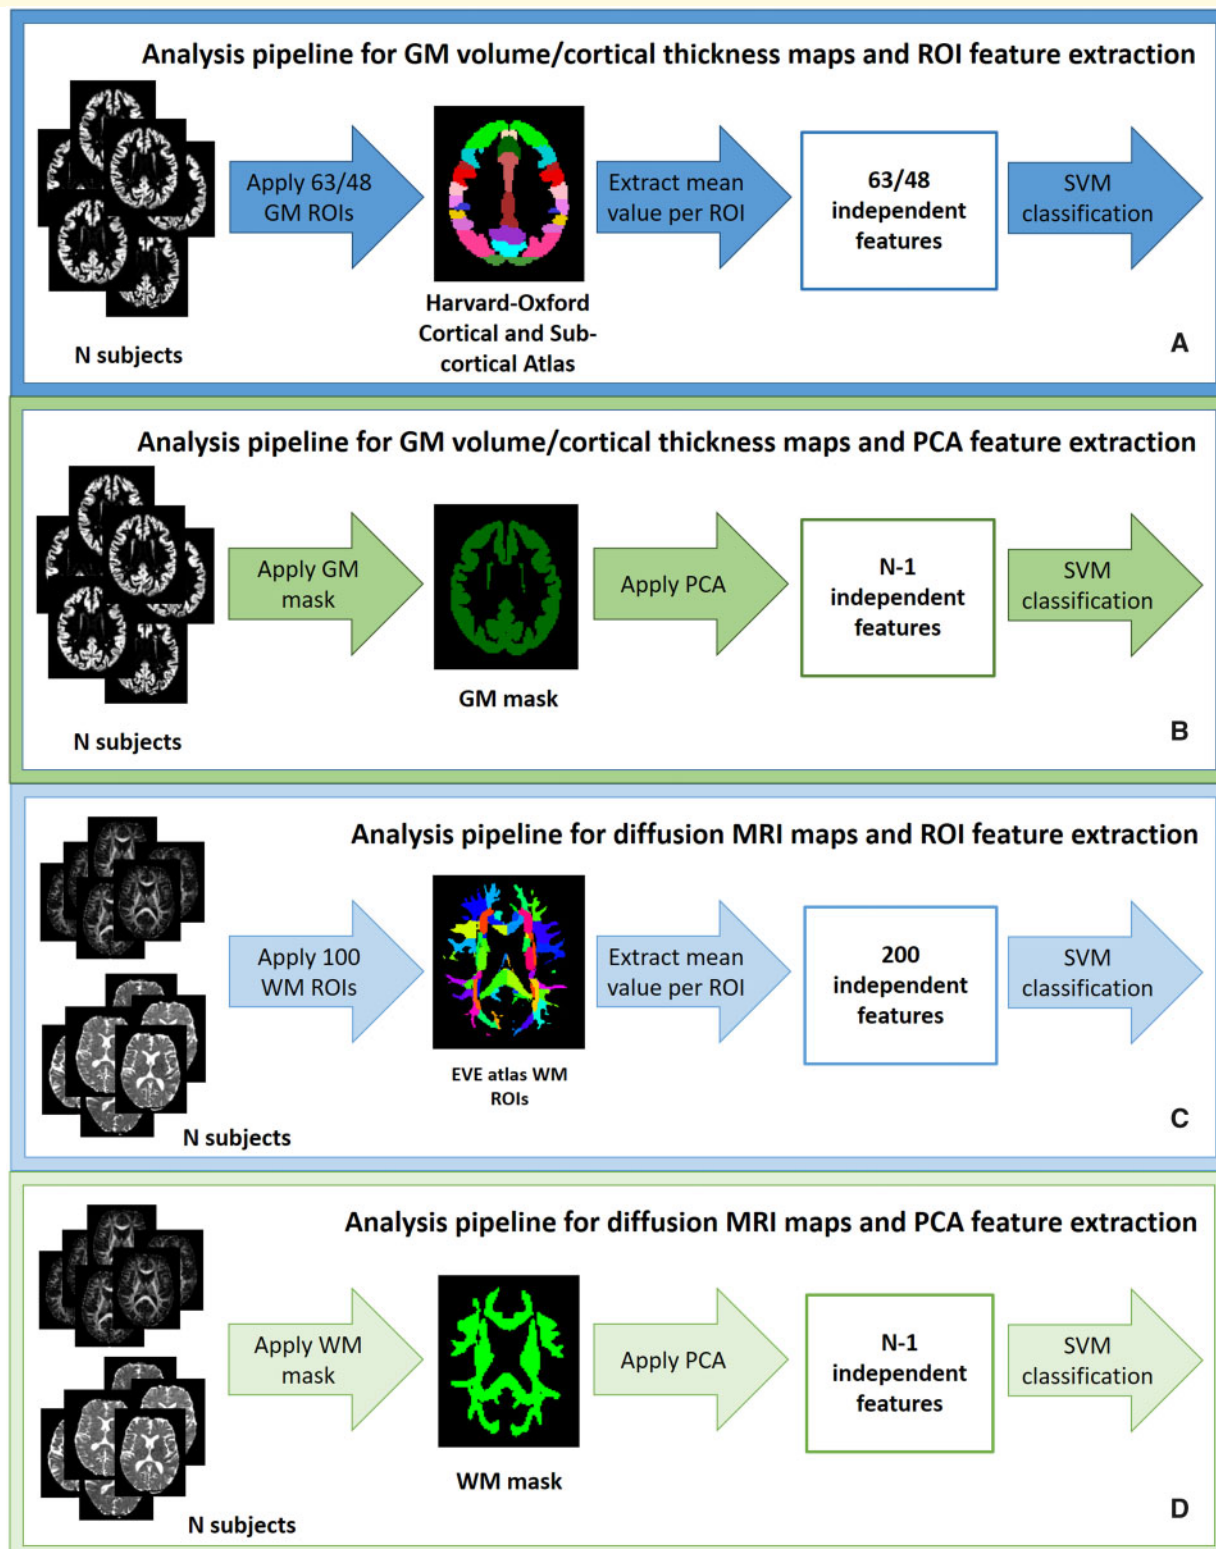 Analysis pipeline for GM volume/cortical thickness maps and ROI feature extraction
Apply 63/48
GM ROIs
Extract mean
value per ROI
63/48
independent
features
SVM
classification
Harvard-Oxford
Cortical and Sub-
cortical Atlas
N subjects
A
Analysis pipeline for GM volume/cortical thickness maps and PCA feature extraction
Apply GM
mask
Apply PCA
N-1
independent
features
SVM
classification
GM mask
N subjects
B
Analysis pipeline for diffusion MRI maps and ROI feature extraction
Apply 100
WM ROIs
Extract mean
value per ROI
200
independent
features
SVM
classification
EVE atlas WM
ROIs
N subjects
C
Analysis pipeline for diffusion MRI maps and PCA feature extraction
Apply WM
mask
Apply PCA
N-1
independent
features
SVM
classification
WM mask
N subjects
D